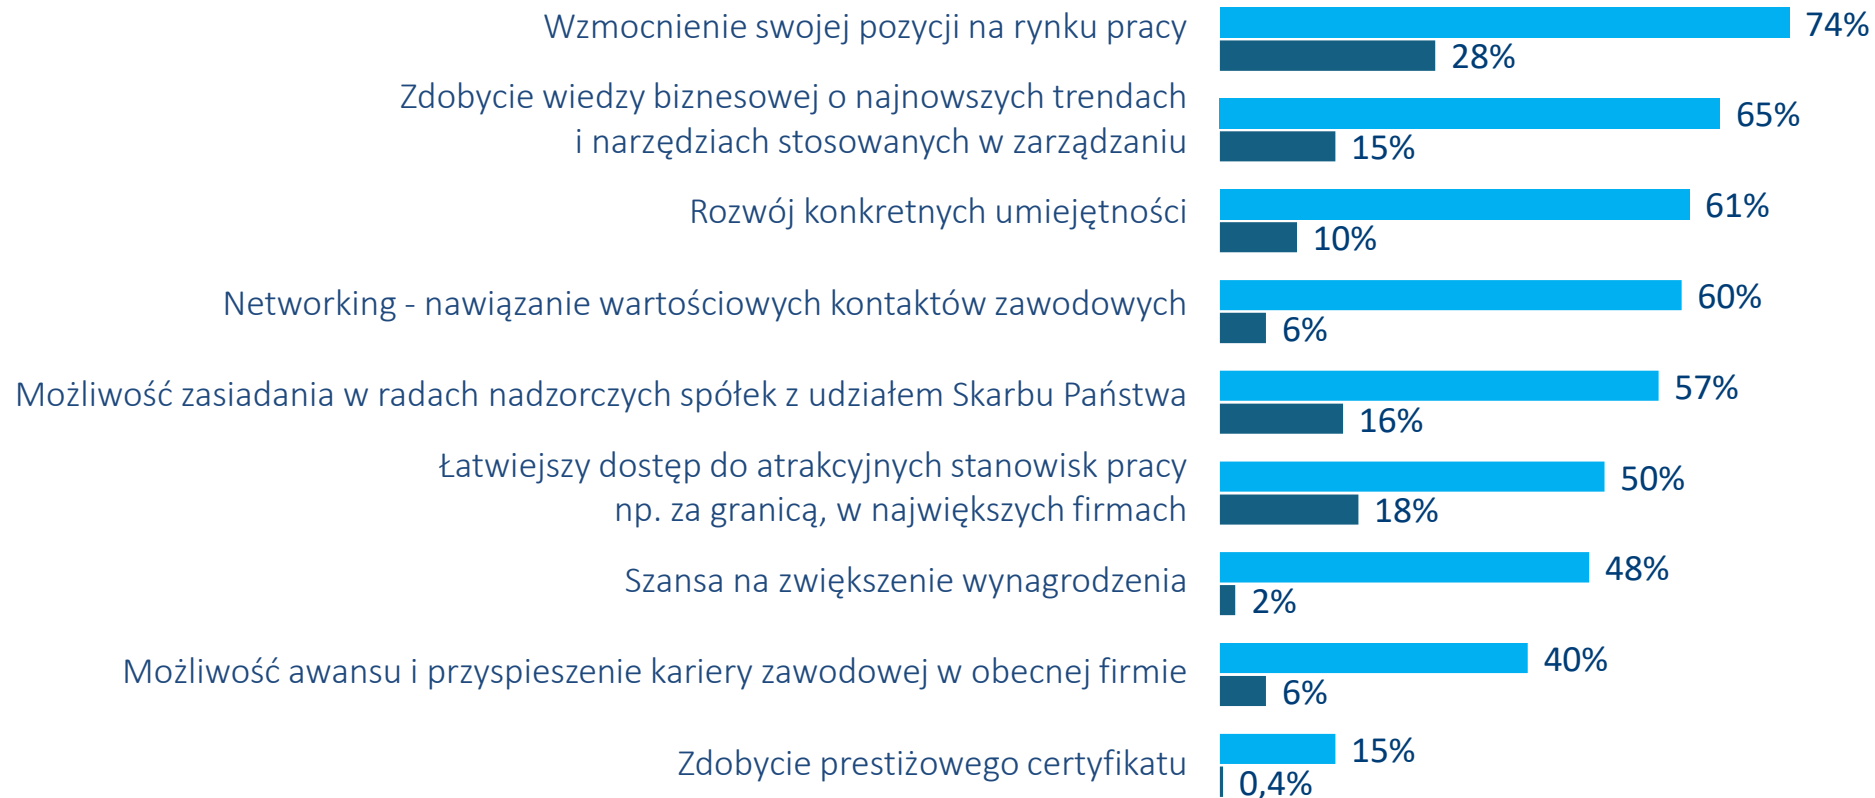 Wzmocnienie swojej pozycji na rynku pracy
74%
28%
Zdobycie wiedzy biznesowej o najnowszych trendach
i narzędziach stosowanych w zarządzaniu
65%
15%
Rozwój konkretnych umiejętności
61%
10%
Networking - nawiązanie wartościowych kontaktów zawodowych
60%
6%
Możliwość zasiadania w radach nadzorczych spółek z udziałem Skarbu Państwa
57%
16%
Łatwiejszy dostęp do atrakcyjnych stanowisk pracy
np. za granicą, w największych firmach
50%
18%
Szansa na zwiększenie wynagrodzenia
48%
2%
Możliwość awansu i przyspieszenie kariery zawodowej w obecnej firmie
40%
6%
Zdobycie prestiżowego certyfikatu
15%
0,4%